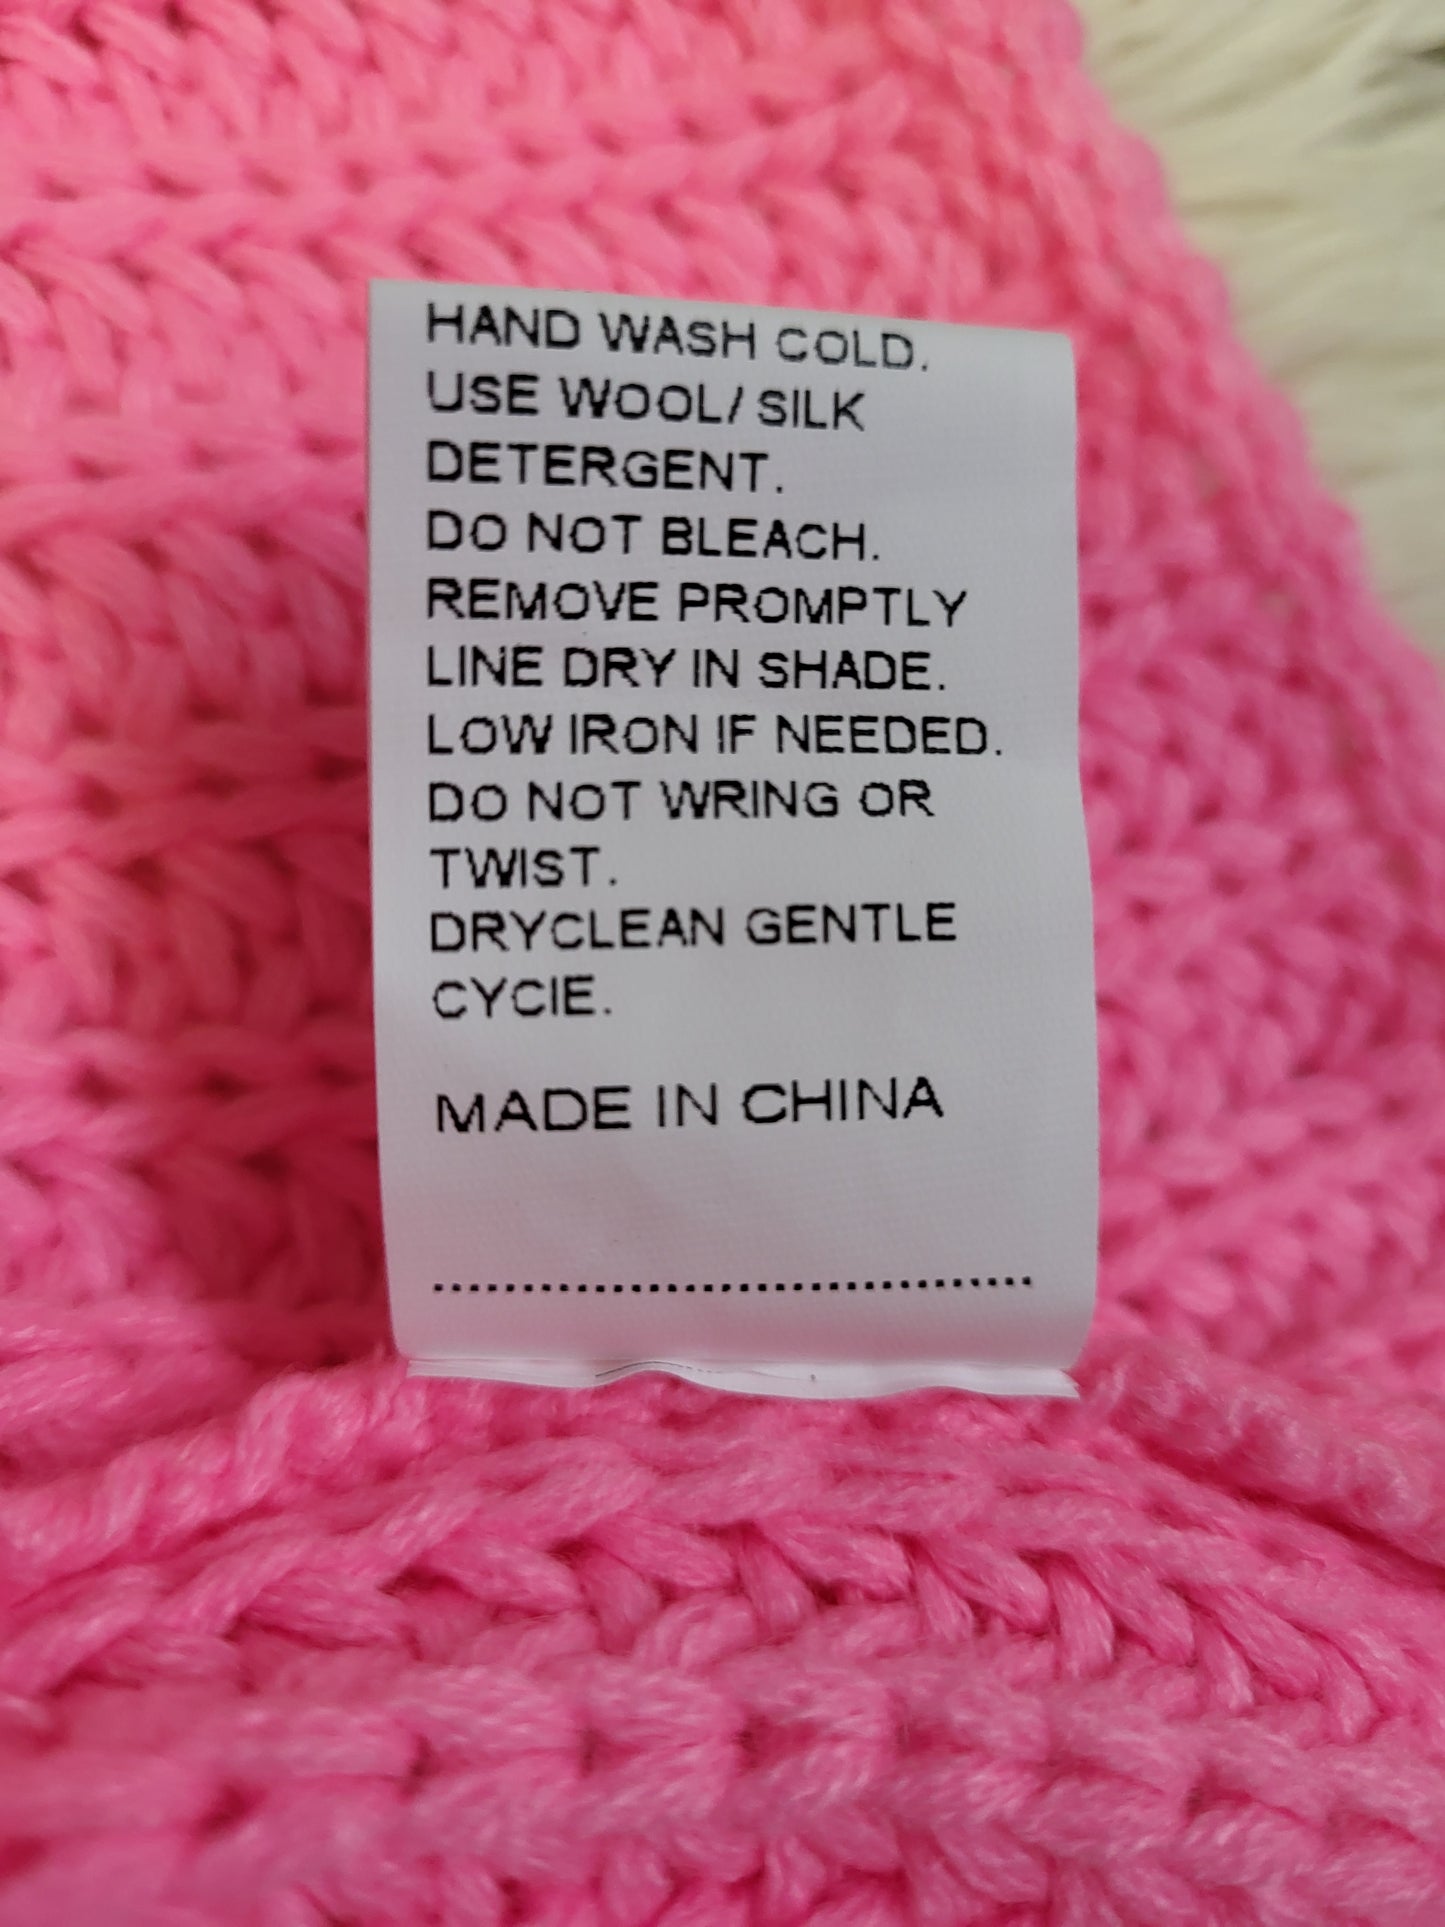 HAND WASH COLD.
USE WOOL/ SILK
DETERGENT.
DO NOT BLEACH.
REMOVE PROMPTLY
LINE DRY IN SHADE.
LOW IRON IF NEEDED.
DO NOT WRING OR
TWIST.
DRYCLEAN GENTLE
CYCIE.
MADE IN CHINA